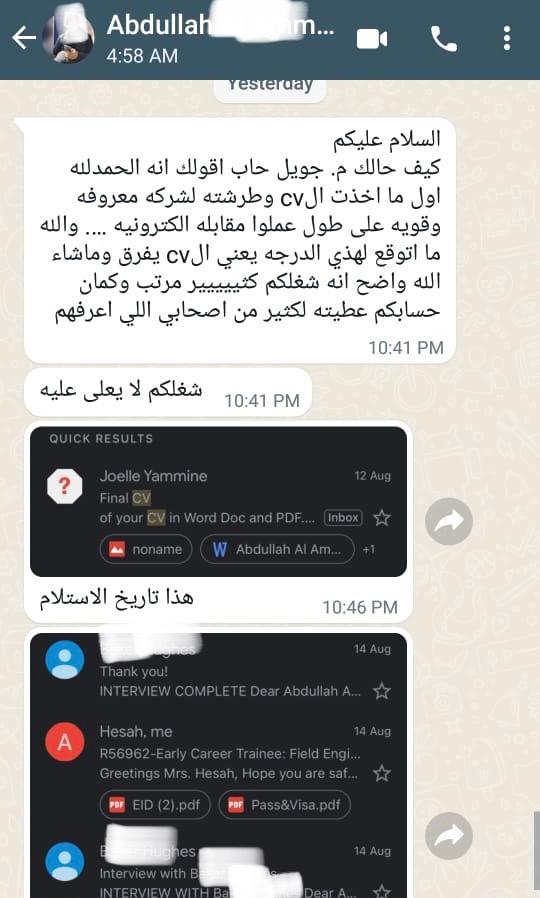 Abdullah
4:58 AM
Yesterday
السلام عليكم
كيف حالك م. جويل حاب اقولك انه الحمدلله
اول ما اخذت الcv وطرشته لشركه معروفه
وقويه على طول عملوا مقابله الكترونيه .... والله
ما اتوقع لهذي الدرجه يعني الcv يفرق وماشاء
الله واضح انه شغلكم كثيييييير مرتب وكمان
حسابكم عطيته لكثير من اصحابي اللي اعرفهم
10:41 PM
شغلكم لا يعلى عليه
10:41 PM
QUICK RESULTS
Joelle Yammine 12 Aug
Final CV
of your CV in Word Doc and PDF.... Inbox
noname W Abdullah Al Am... +1
هذا تاريخ الاستلام
10:46 PM
Hughes 14 Aug
Thank you!
INTERVIEW COMPLETE Dear Abdullah A...
A Hesah, me 14 Aug
R56962-Early Career Trainee: Field Engi...
Greetings Mrs. Hesah, Hope you are saf...
PDF EID (2).pdf PDF Pass&Visa.pdf
Hughes 14 Aug
Interview with Ba
INTERVIEW WITH Ba Dear A...